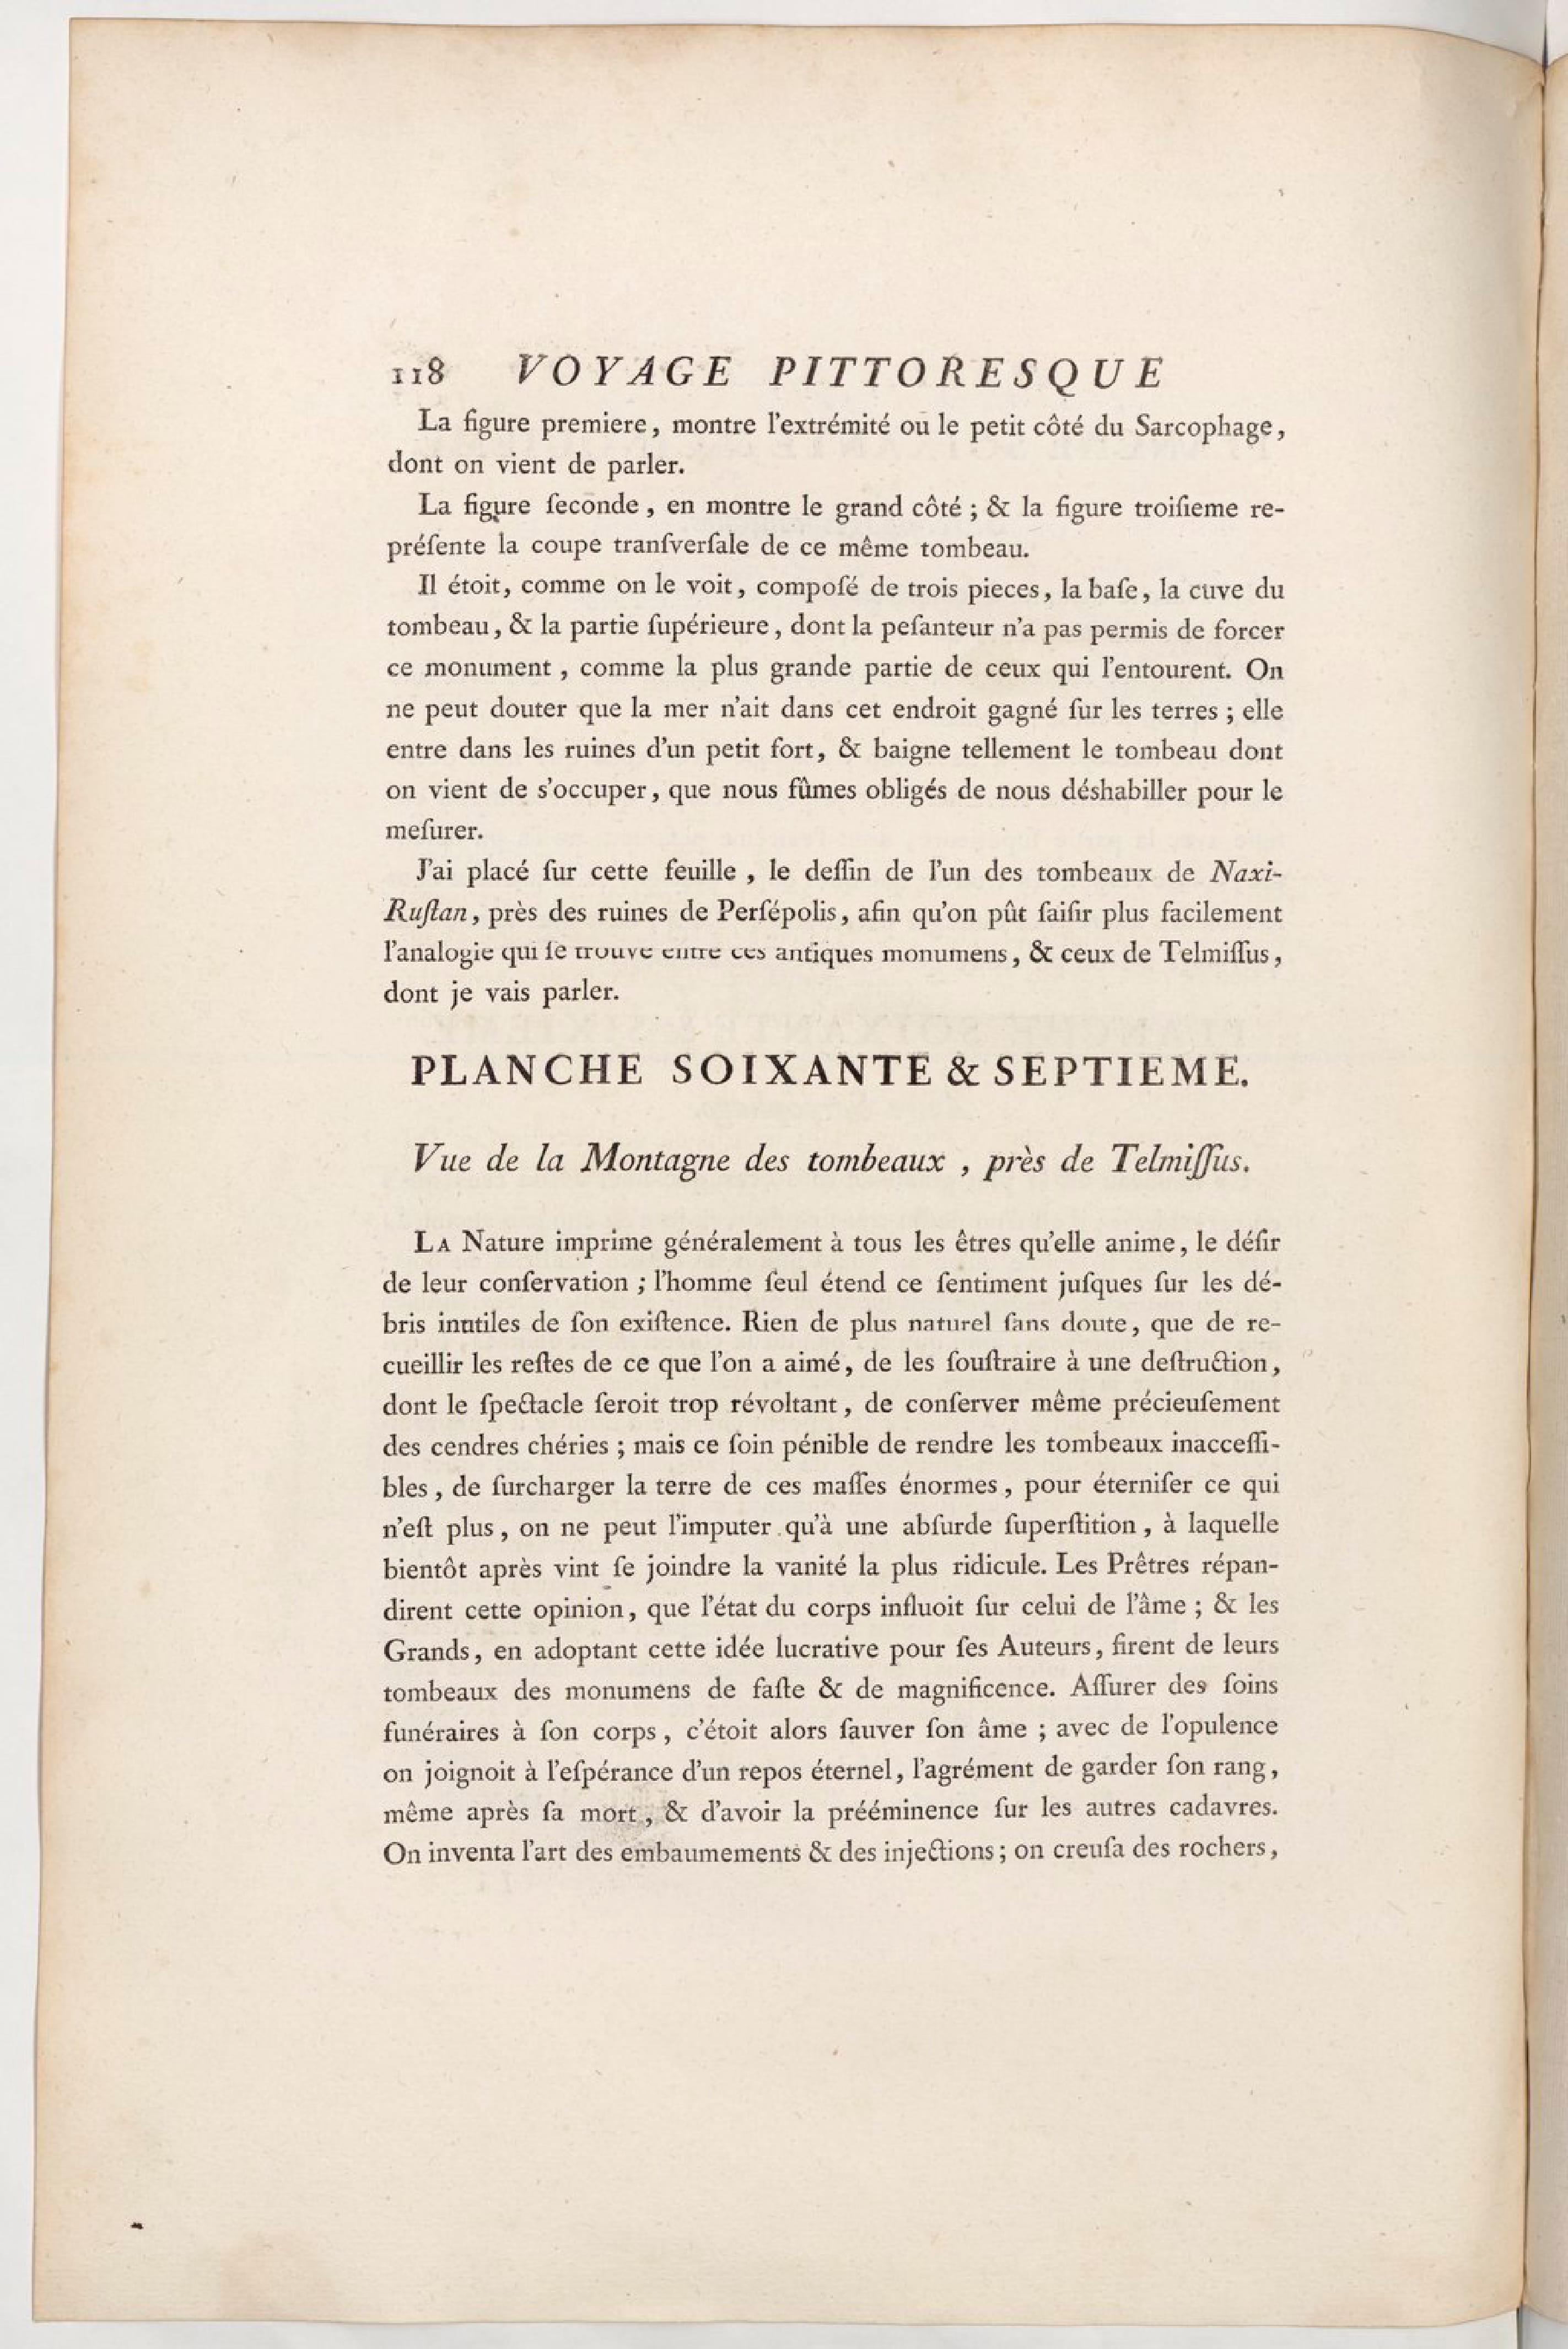 118 VOYAGE PITTORESQUE
La figure premiere, montre l'extrémité ou le petit côté du Sarcophage,
dont on vient de parler.
La figure ſeconde, en montre le grand côté ; & la figure troiſieme re-
préſente la coupe tranſverſale de ce même tombeau.
Il étoit, comme on le voit, compoſé de trois pieces, la baſe, la cuve du
tombeau, & la partie ſupérieure, dont la peſanteur n'a pas permis de forcer
ce monument, comme la plus grande partie de ceux qui l'entourent. On
ne peut douter que la mer n'ait dans cet endroit gagné ſur les terres ; elle
entre dans les ruines d'un petit fort, & baigne tellement le tombeau dont
on vient de s'occuper, que nous fûmes obligés de nous déshabiller pour le
meſurer.
J'ai placé ſur cette feuille, le deſſin de l'un des tombeaux de Naxi-
Ruſtan, près des ruines de Perſépolis, afin qu'on pût ſaiſir plus facilement
l'analogie qui ſe trouve entre ces antiques monumens, & ceux de Telmiſſus,
dont je vais parler.
PLANCHE SOIXANTE & SEPTIEME.
Vue de la Montagne des tombeaux, près de Telmiſſus.
LA Nature imprime généralement à tous les êtres qu'elle anime, le déſir
de leur conſervation ; l'homme ſeul étend ce ſentiment juſques ſur les dé-
bris inutiles de ſon exiſtence. Rien de plus naturel ſans doute, que de re-
cueillir les reſtes de ce que l'on a aimé, de les ſouſtraire à une deſtruction,
dont le ſpectacle ſeroit trop révoltant, de conſerver même précieuſement
des cendres chéries ; mais ce ſoin pénible de rendre les tombeaux inacceſſi-
bles, de ſurcharger la terre de ces maſſes énormes, pour éterniſer ce qui
n'eſt plus, on ne peut l'imputer qu'à une abſurde ſuperſtition, à laquelle
bientôt après vint ſe joindre la vanité la plus ridicule. Les Prêtres répan-
dirent cette opinion, que l'état du corps influoit ſur celui de l'âme ; & les
Grands, en adoptant cette idée lucrative pour ſes Auteurs, firent de leurs
tombeaux des monumens de faſte & de magnificence. Aſſurer des ſoins
funéraires à ſon corps, c'étoit alors ſauver ſon âme ; avec de l'opulence
on joignoit à l'eſpérance d'un repos éternel, l'agrément de garder ſon rang,
même après ſa mort, & d'avoir la prééminence ſur les autres cadavres.
On inventa l'art des embaumements & des injections ; on creuſa des rochers,